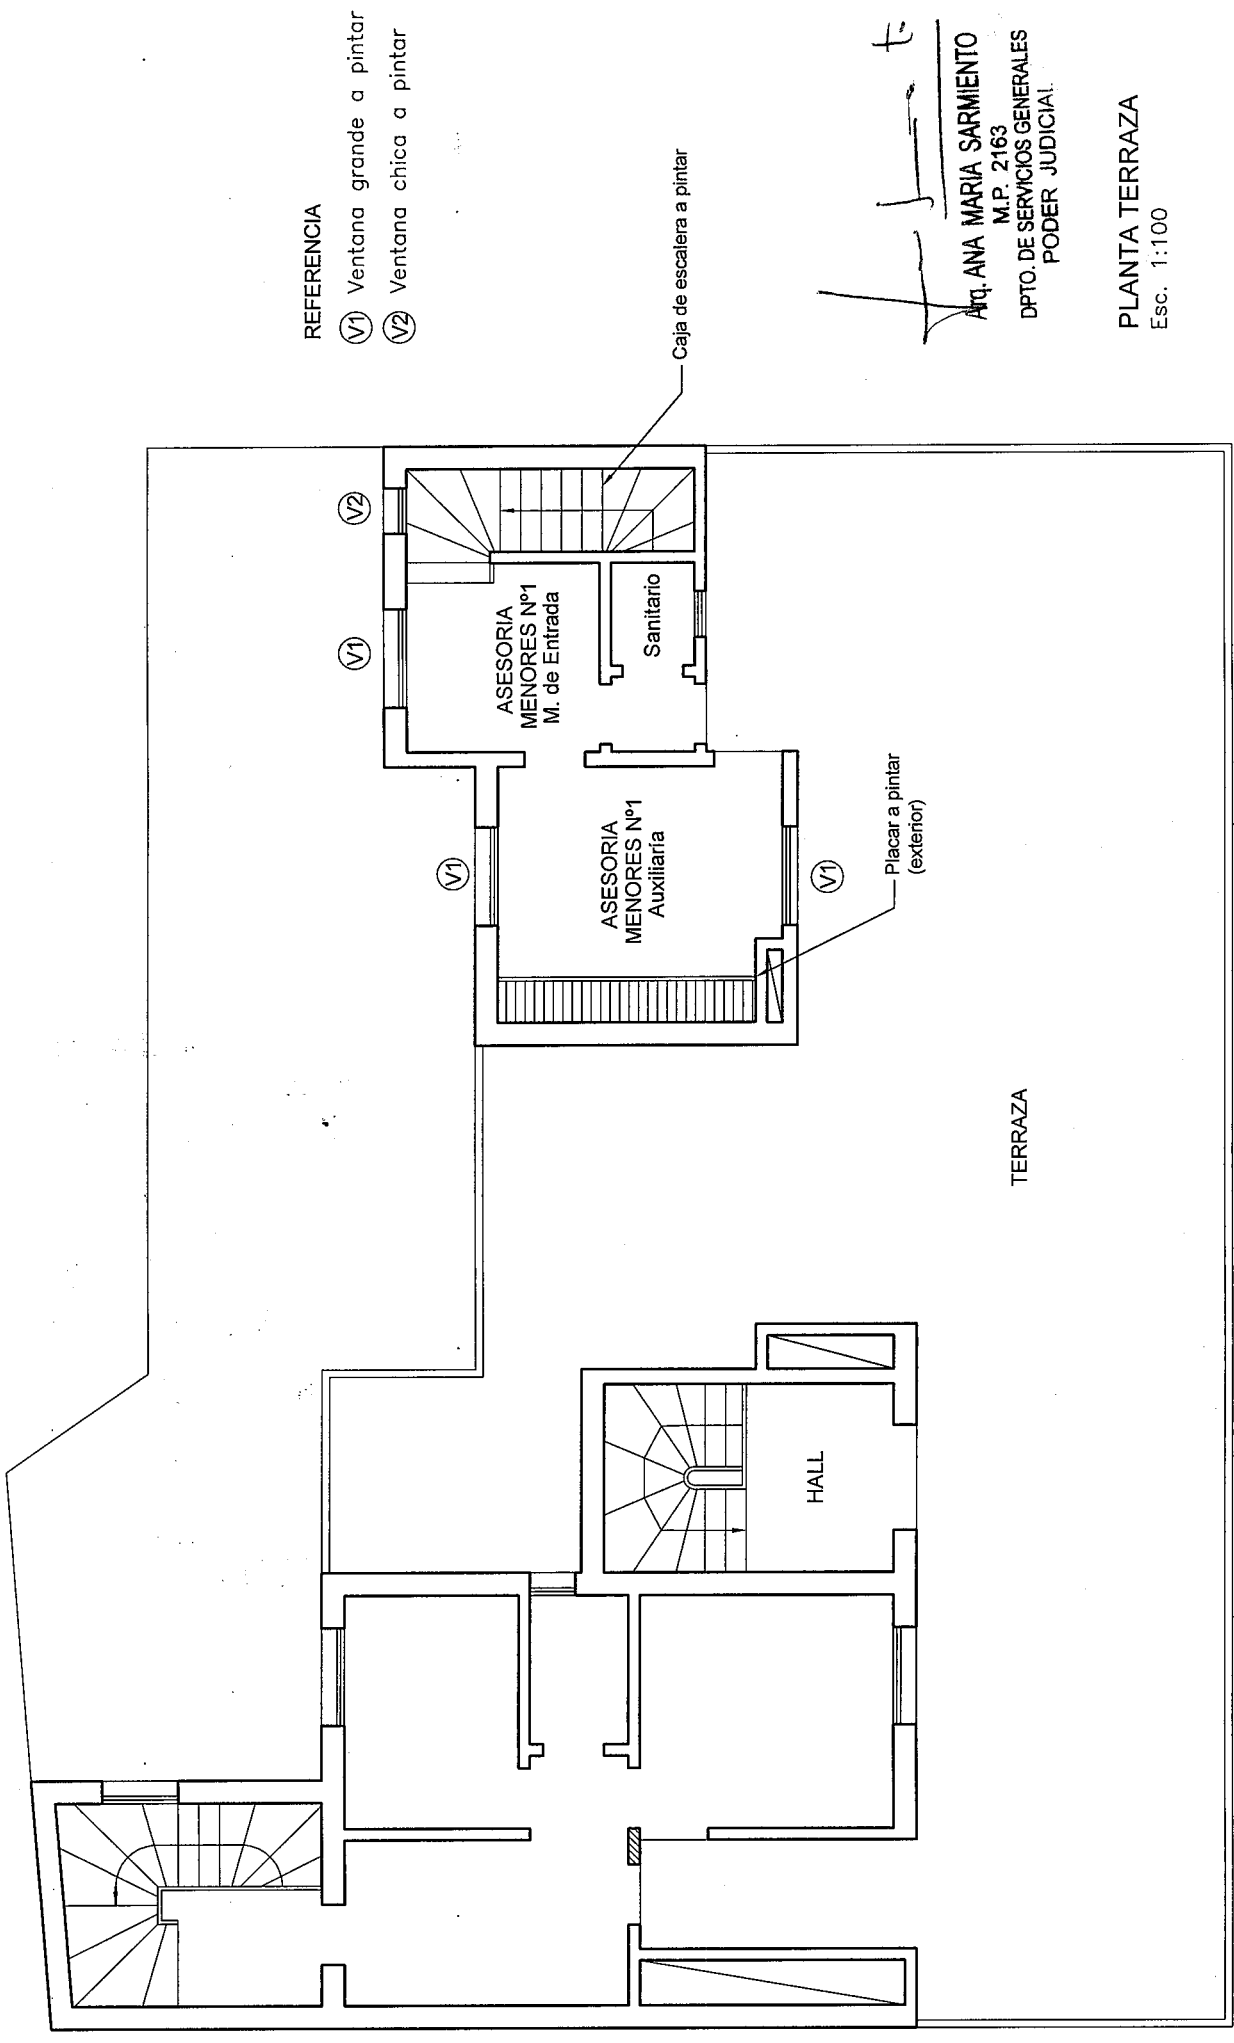 REFERENCIA
V1 Ventana grande a pintar
V2 Ventana chica a pintar
V2
V1
V1
V1
Caja de escalera a pintar
ASESORIA
MENORES Nº1
M. de Entrada
Sanitario
ASESORIA
MENORES Nº1
Auxiliaría
Placar a pintar
(exterior)
TERRAZA
HALL
Arq. ANA MARIA SARMIENTO
M.P. 2163
DPTO. DE SERVICIOS GENERALES
PODER JUDICIAL
PLANTA TERRAZA
Esc. 1:100